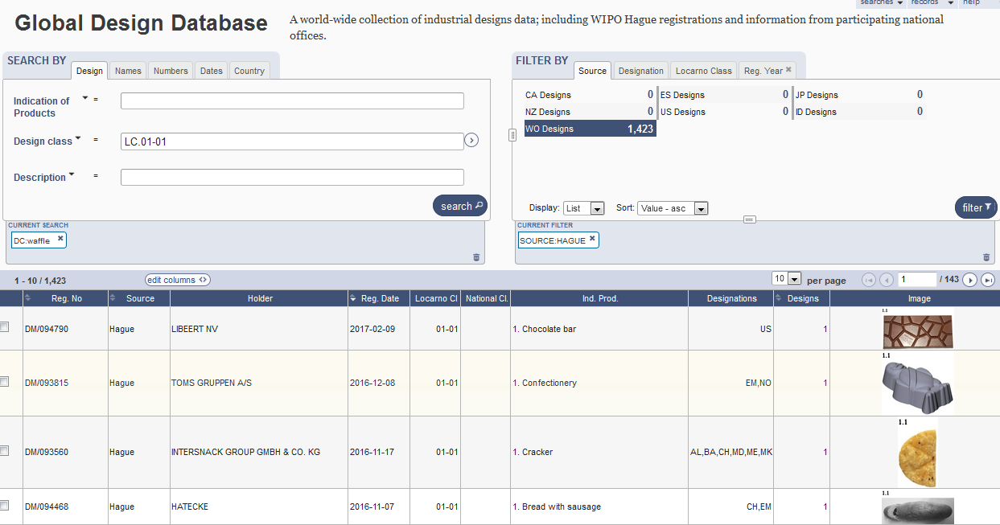 searches records help
Global Design Database
A world-wide collection of industrial designs data; including WIPO Hague registrations and information from participating national
offices.
SEARCH BY
Design Names Numbers Dates Country
Indication of
Products =
Design class = LC.01-01
Description =
search
FILTER BY
Source Designation Locarno Class Reg. Year
CA Designs 0 ES Designs 0 JP Designs 0
NZ Designs 0 US Designs 0 ID Designs 0
WO Designs 1,423
Display: List Sort: Value - asc
filter
CURRENT SEARCH
DC:waffle
CURRENT FILTER
SOURCE:HAGUE
1 - 10 / 1,423 edit columns 10 per page 1 / 143
Reg. No Source Holder Reg. Date Locarno Cl National Cl. Ind. Prod. Designations Designs Image
DM/094790 Hague LIBEERT NV 2017-02-09 01-01 1. Chocolate bar US 1 1.1
DM/093815 Hague TOMS GRUPPEN A/S 2016-12-08 01-01 1. Confectionery EM,NO 1 1.1
DM/093560 Hague INTERSNACK GROUP GMBH & CO. KG 2016-11-17 01-01 1. Cracker AL,BA,CH,MD,ME,MK 1 1.1
DM/094468 Hague HATECKE 2016-11-07 01-01 1. Bread with sausage CH,EM 1 1.1